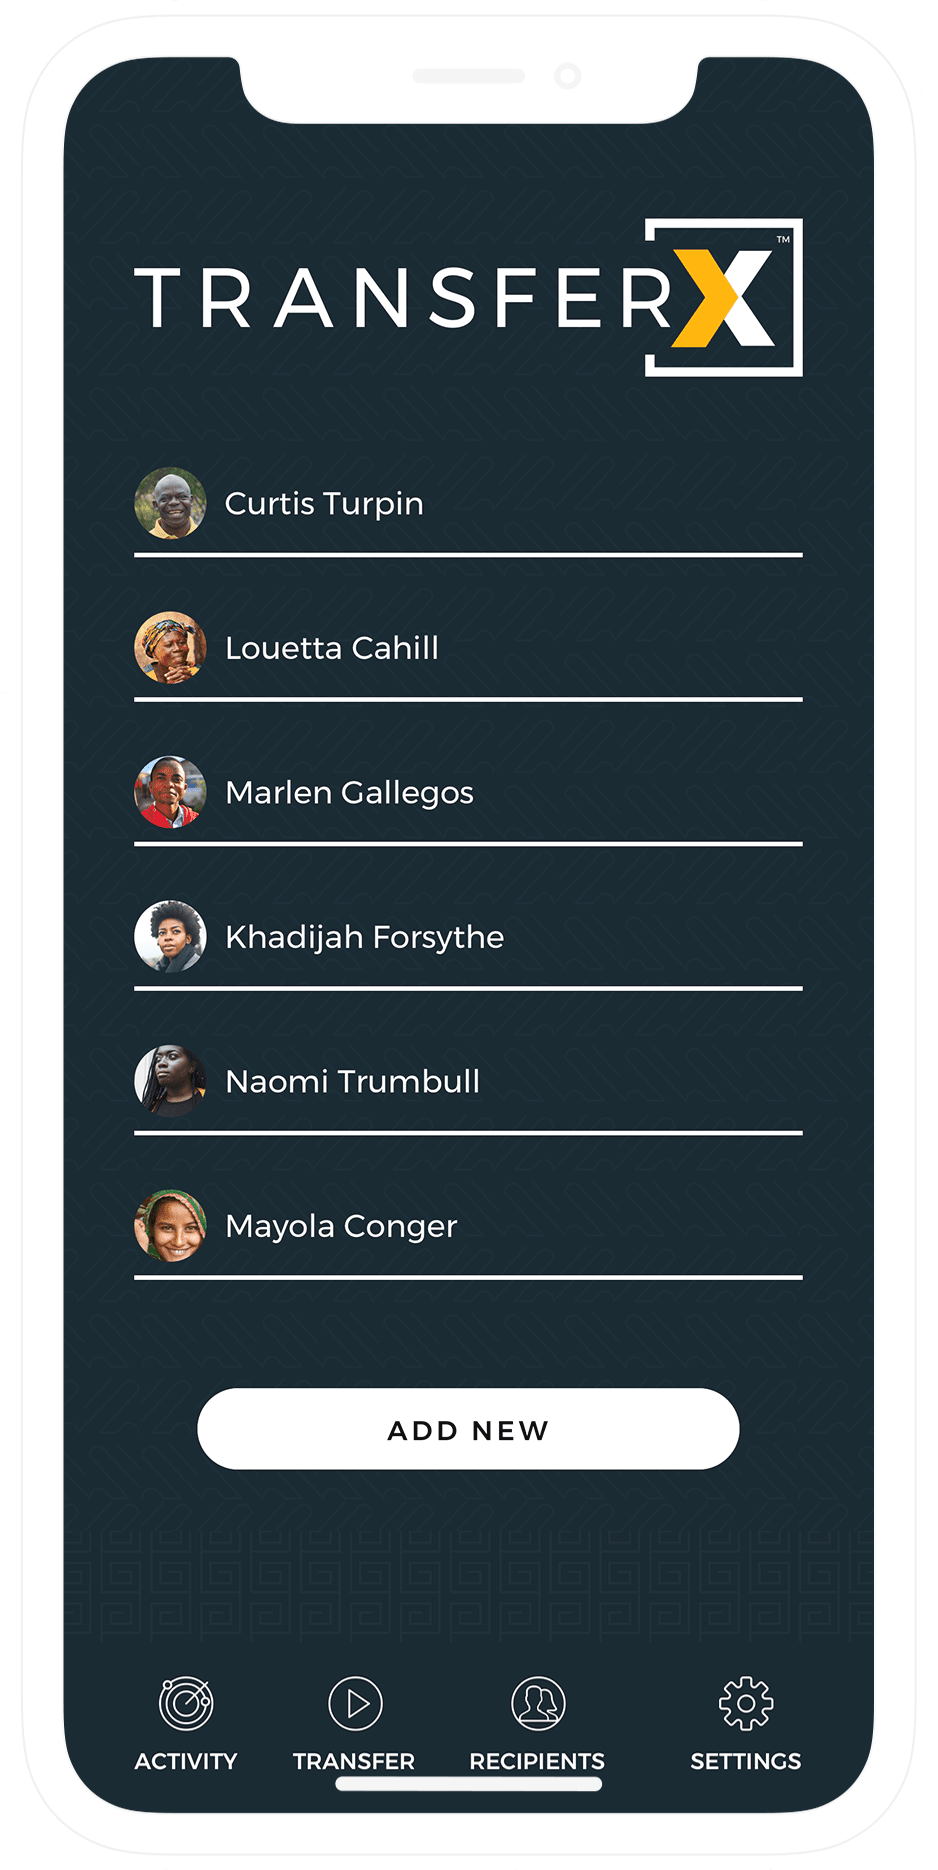 TRANSFERX™
Curtis Turpin
Louetta Cahill
Marlen Gallegos
Khadijah Forsythe
Naomi Trumbull
Mayola Conger
ADD NEW
ACTIVITY TRANSFER RECIPIENTS SETTINGS